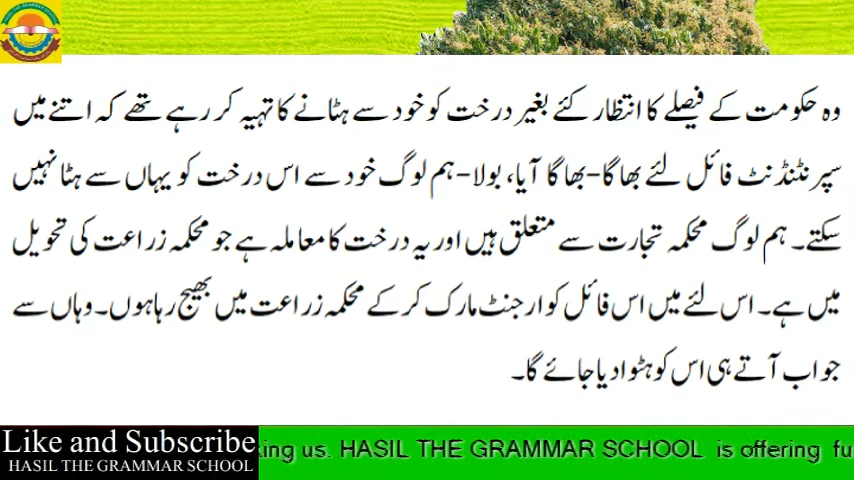 وہ حکومت کے فیصلے کا انتظار کئے بغیر درخت کو خود سے ہٹانے کا تہیہ کر رہے تھے کہ اتنے میں
سپرنٹنڈنٹ فائل لئے بھاگا-بھاگا آیا، بولا-ہم لوگ خود سے اس درخت کو یہاں سے ہٹا نہیں
سکتے۔ ہم لوگ محکمہ تجارت سے متعلق ہیں اور یہ درخت کا معاملہ ہے جو محکمہ زراعت کی تحویل
میں ہے۔ اس لئے میں اس فائل کو ارجنٹ مارک کر کے محکمہ زراعت میں بھیج رہا ہوں۔ وہاں سے
جواب آتے ہی اس کو ہٹوا دیا جائے گا۔
Like and Subscribe
HASIL THE GRAMMAR SCHOOL
king us. HASIL THE GRAMMAR SCHOOL is offering fu